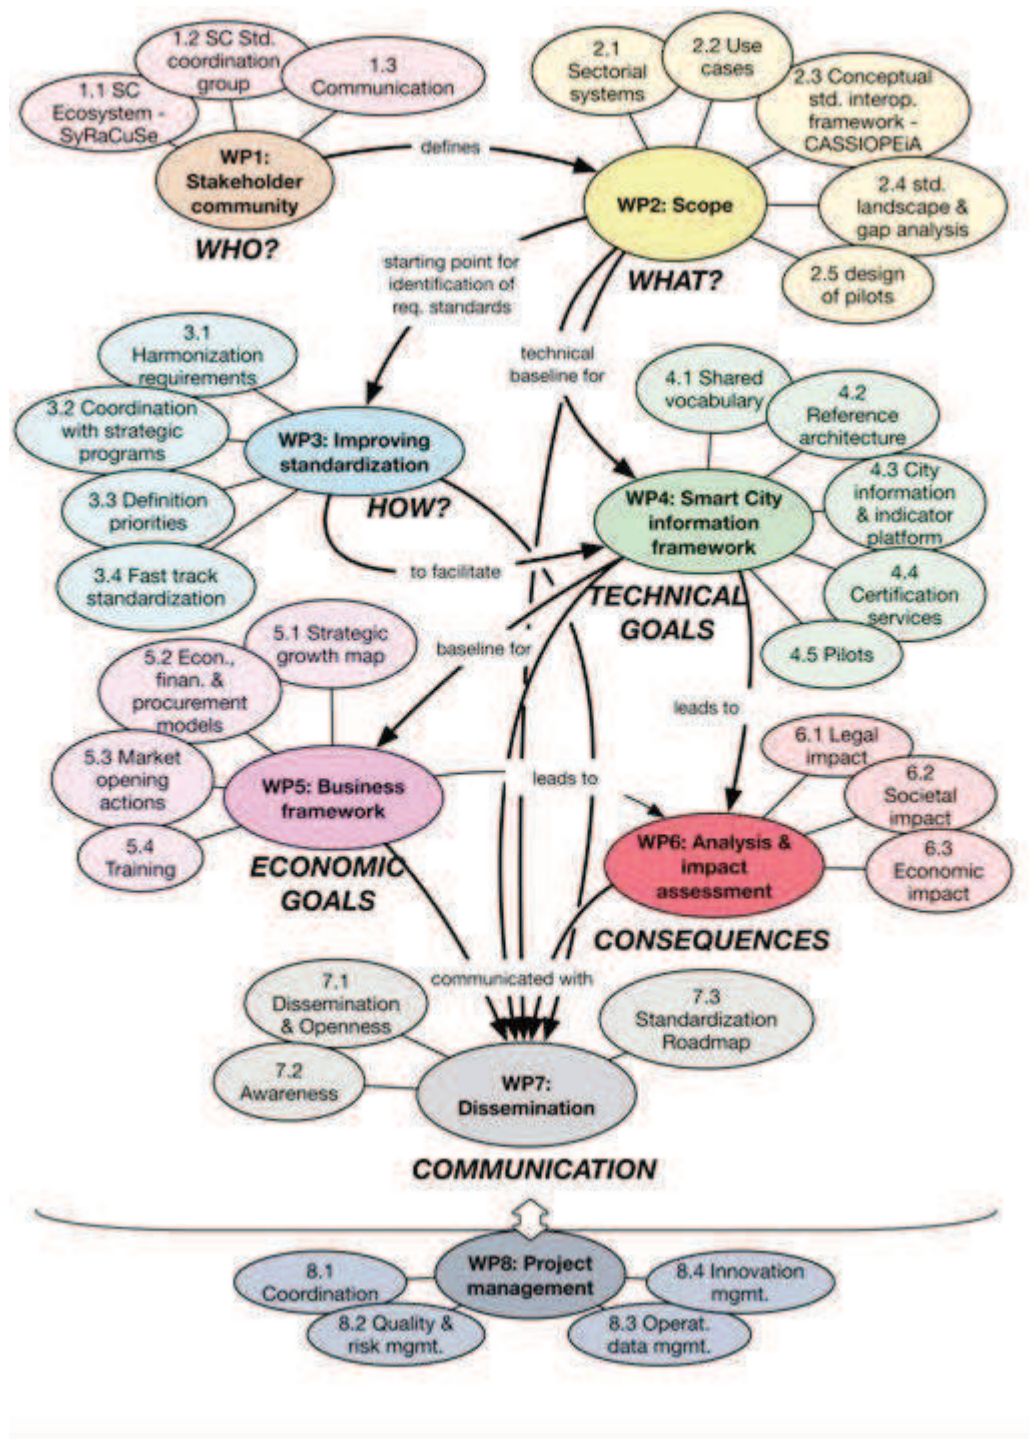 1.1 SC
Ecosystem -
SyRaCuSe
1.2 SC Std.
coordination
group
1.3
Communication
WP1:
Stakeholder
community
WHO?
defines
2.1
Sectorial
systems
2.2 Use
cases
2.3 Conceptual
std. interop.
framework -
CASSIOPEiA
2.4 std.
landscape &
gap analysis
2.5 design
of pilots
WP2: Scope
WHAT?
starting point for
identification of
req. standards
technical
baseline for
3.1
Harmonization
requirements
3.2 Coordination
with strategic
programs
3.3 Definition
priorities
3.4 Fast track
standardization
WP3: Improving
standardization
HOW?
to facilitate
4.1 Shared
vocabulary
4.2
Reference
architecture
4.3 City
information
& indicator
platform
4.4
Certification
services
4.5 Pilots
WP4: Smart City
information
framework
TECHNICAL
GOALS
baseline for
leads to
5.1 Strategic
growth map
5.2 Econ.,
finan. &
procurement
models
5.3 Market
opening
actions
5.4
Training
WP5: Business
framework
ECONOMIC
GOALS
leads to
6.1 Legal
impact
6.2
Societal
impact
6.3
Economic
impact
WP6: Analysis &
impact
assessment
CONSEQUENCES
communicated with
7.1
Dissemination
& Openness
7.2
Awareness
7.3
Standardization
Roadmap
WP7:
Dissemination
COMMUNICATION
WP8: Project
management
8.1
Coordination
8.2 Quality &
risk mgmt.
8.3 Operat.
data mgmt.
8.4 Innovation
mgmt.